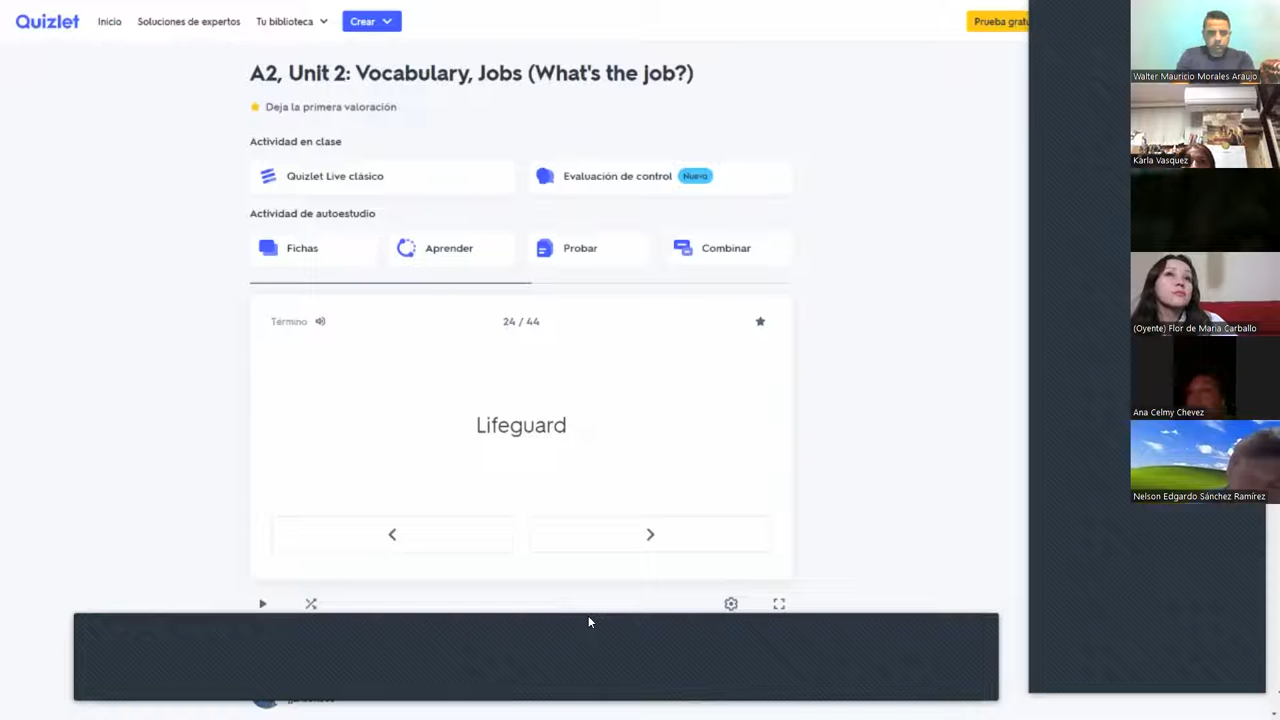 Quizlet
Inicio
Soluciones de expertos
Tu biblioteca
Crear
Prueba
A2, Unit 2: Vocabulary, Jobs (What's the job?)
Deja la primera valoración
Actividad en clase
Quizlet Live clásico
Evaluación de control Nuevo
Actividad de autoestudio
Fichas
Aprender
Probar
Combinar
Término
24 / 44
Lifeguard
Walter Mauricio Morales Araujo
Karla Vasquez
(Oyente) Flor de Maria Carballo
Ana Celmy Chevez
Nelson Edgardo Sánchez Ramírez